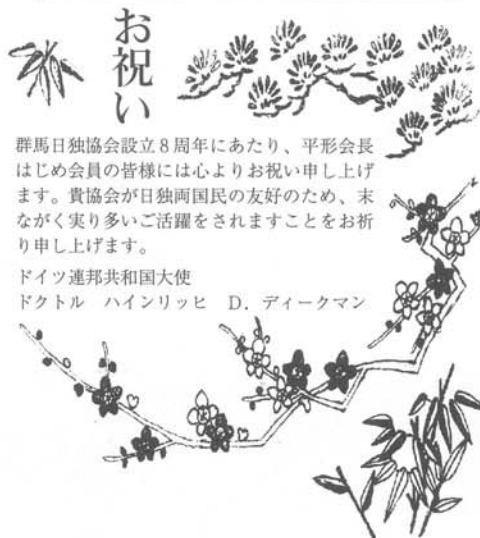 お祝い
群馬日独協会設立8周年にあたり、平形会長
はじめ会員の皆様には心よりお祝い申し上げ
ます。貴協会が日独両国民の友好のため、末
ながく実り多いご活躍をされますことをお祈
り申し上げます。
ドイツ連邦共和国大使
ドクトル ハインリッヒ D. ディークマン